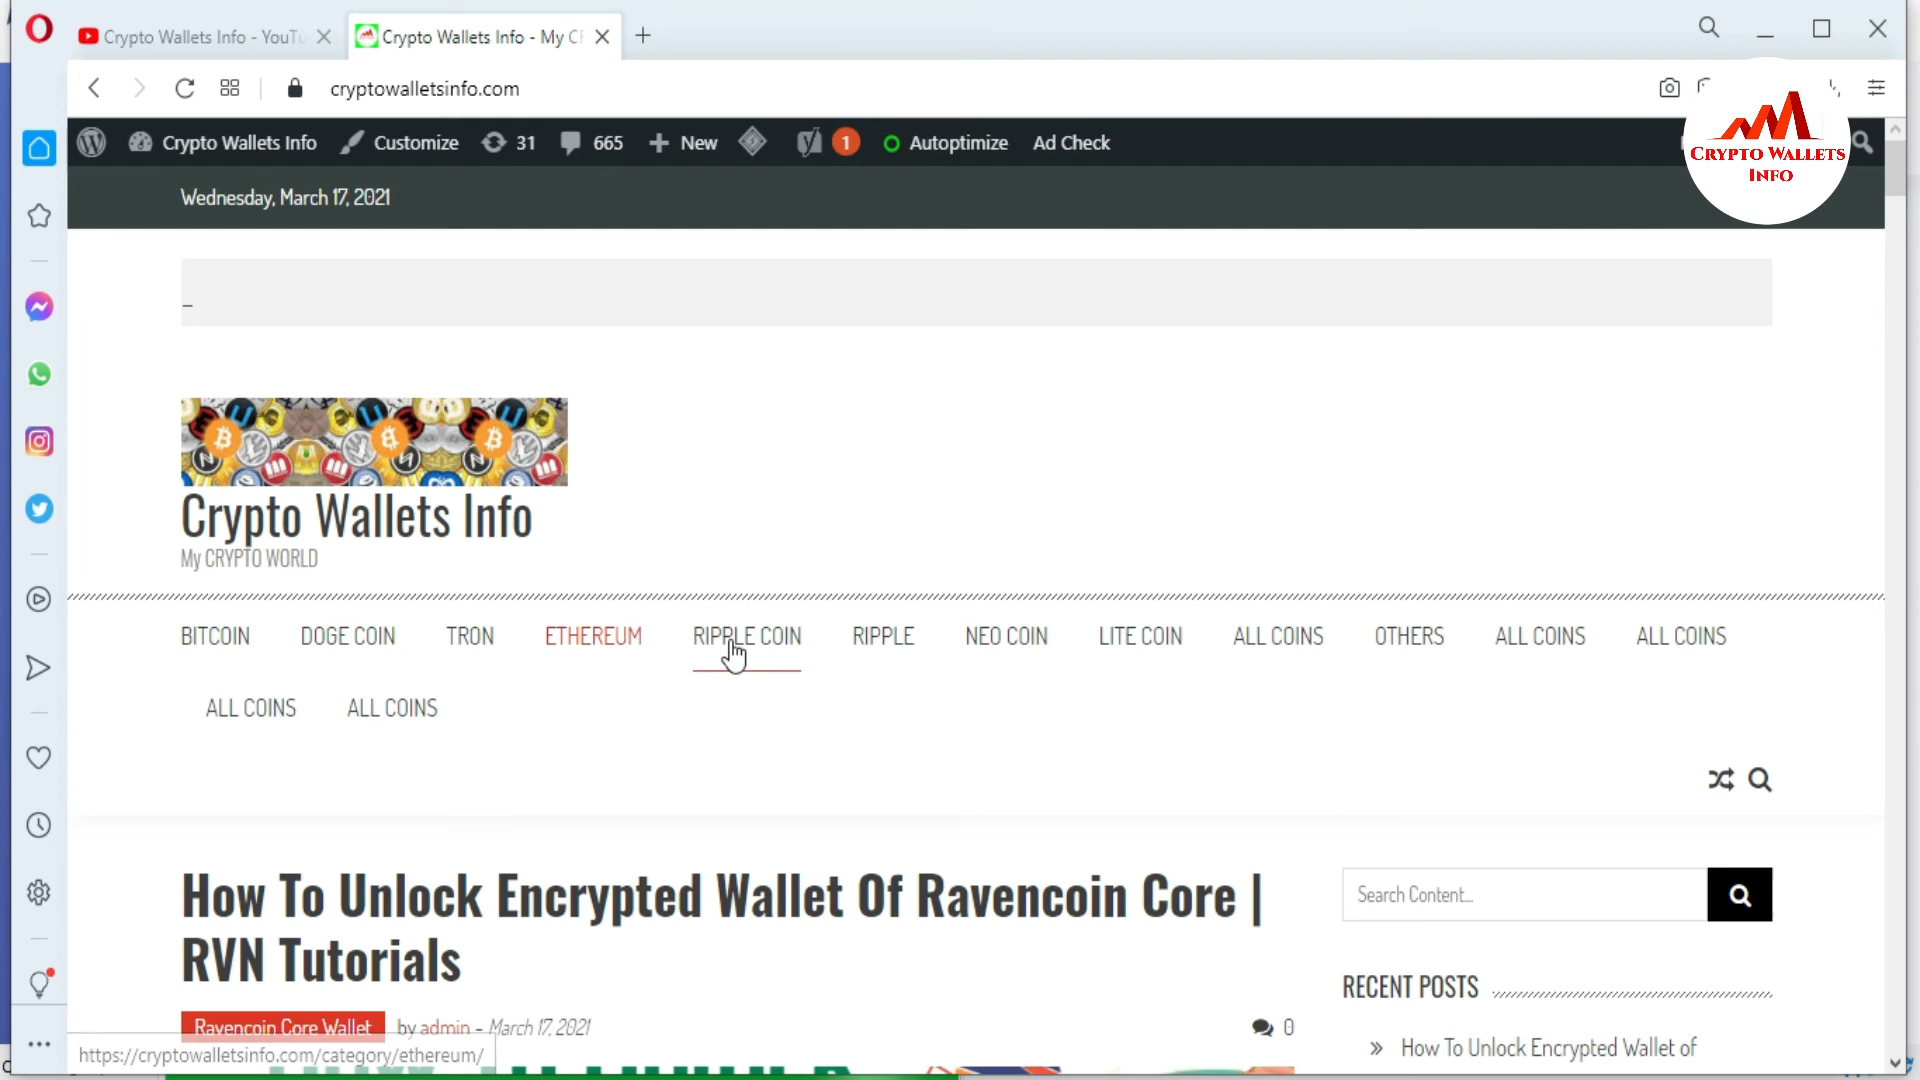 Crypto Wallets Info - YouTu
Crypto Wallets Info - My C
cryptowalletsinfo.com
Crypto Wallets Info
Customize
31
665
New
1
Autoptimize
Ad Check
CRYPTO WALLETS
INFO
Wednesday, March 17, 2021
Crypto Wallets Info
My CRYPTO WORLD
BITCOIN DOGE COIN TRON ETHEREUM RIPPLE COIN RIPPLE NEO COIN LITE COIN ALL COINS OTHERS ALL COINS ALL COINS
ALL COINS ALL COINS
How To Unlock Encrypted Wallet Of Ravencoin Core |
RVN Tutorials
Ravencoin Core Wallet by admin - March 17, 2021
0
Search Content...
RECENT POSTS
» How To Unlock Encrypted Wallet of
https://cryptowalletsinfo.com/category/ethereum/